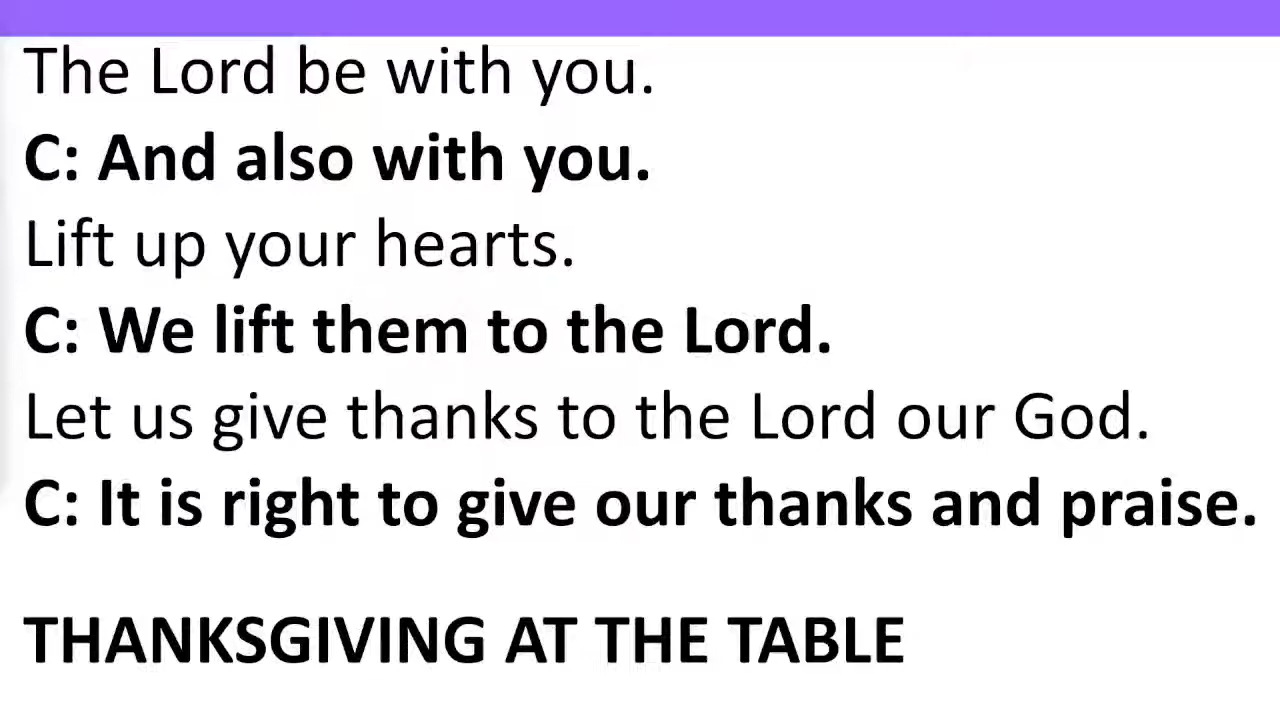 The Lord be with you.
C: And also with you.
Lift up your hearts.
C: We lift them to the Lord.
Let us give thanks to the Lord our God.
C: It is right to give our thanks and praise.
THANKSGIVING AT THE TABLE